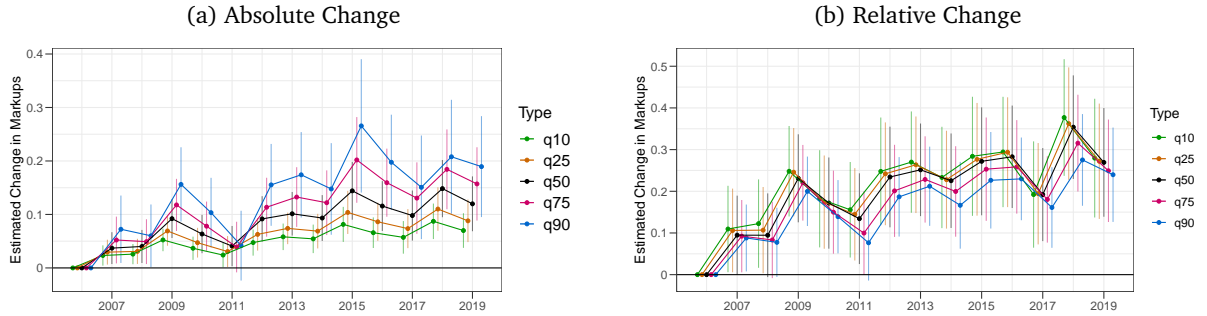 (a) Absolute Change
Estimated Change in Markups
0.4
0.3
0.2
0.1
0
2007 2009 2011 2013 2015 2017 2019
Type
q10
q25
q50
q75
q90
(b) Relative Change
Estimated Change in Markups
0.5
0.4
0.3
0.2
0.1
0
2007 2009 2011 2013 2015 2017 2019
Type
q10
q25
q50
q75
q90